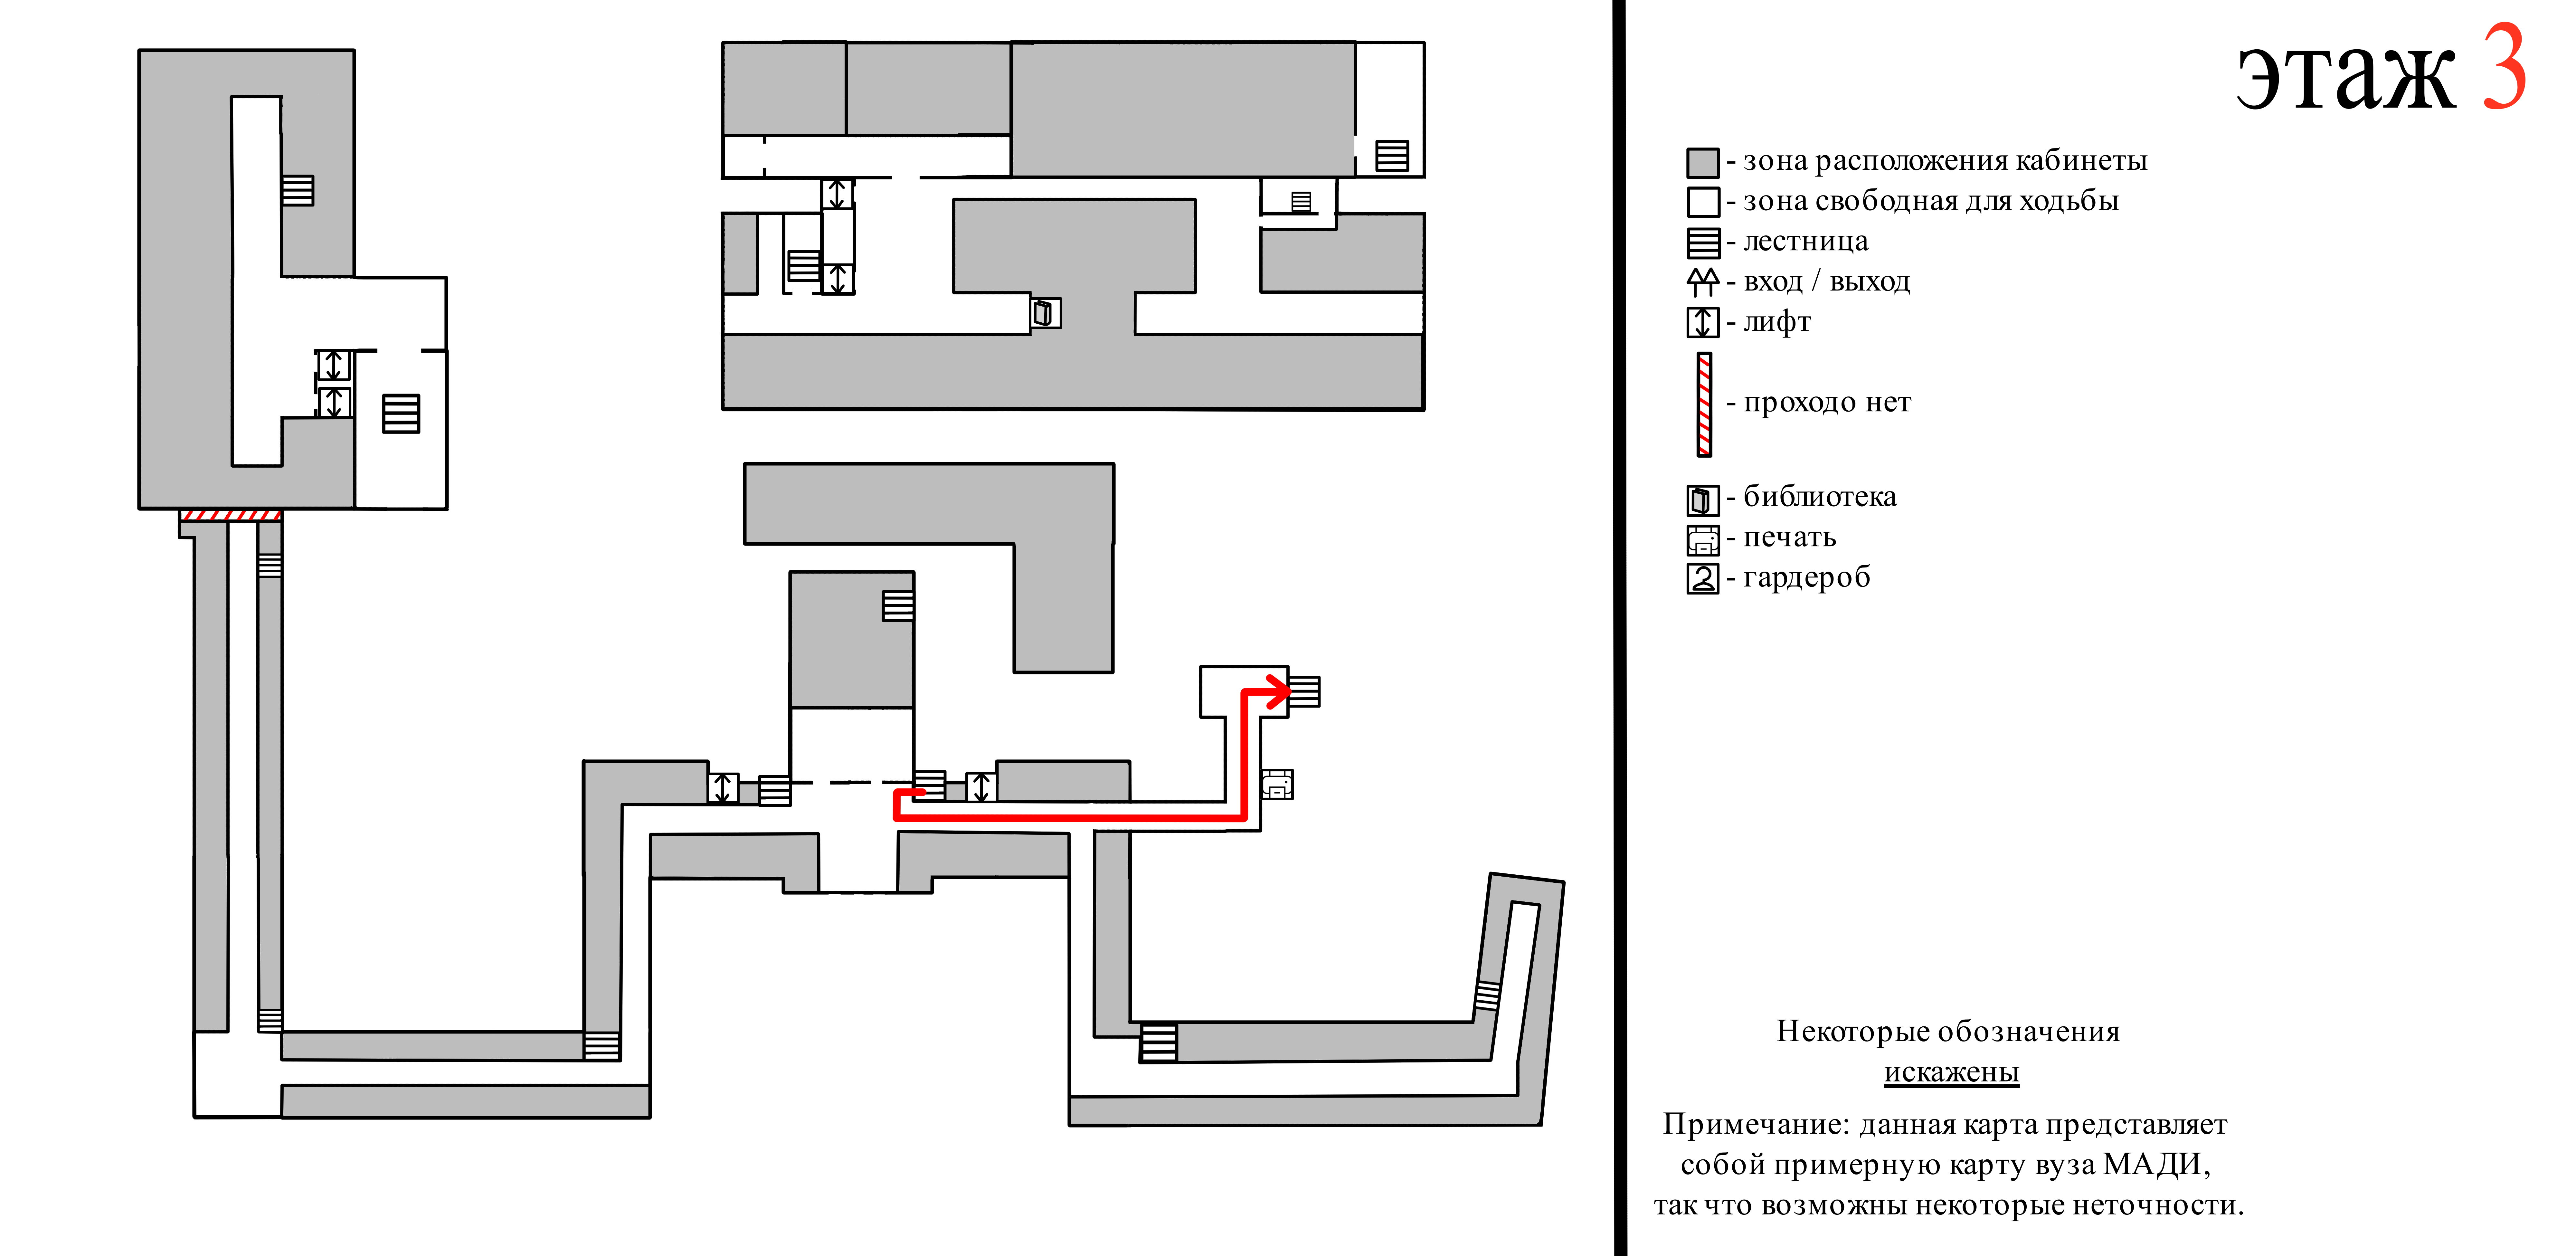 этаж 3
- зона расположения кабинеты
- зона свободная для ходьбы
- лестница
- вход / выход
- лифт
- проходо нет
- библиотека
- печать
- гардероб
Некоторые обозначения
искажены
Примечание: данная карта представляет
собой примерную карту вуза МАДИ,
так что возможны некоторые неточности.